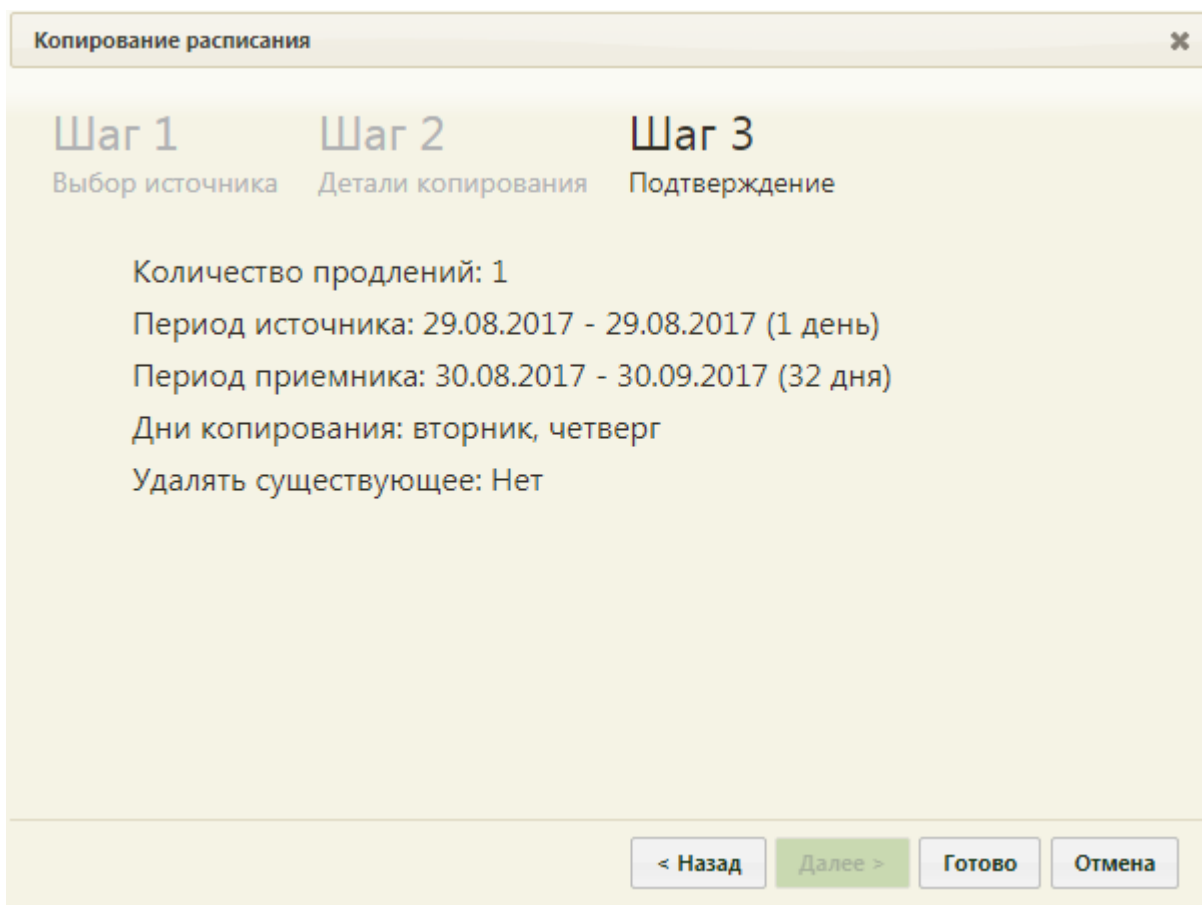 Копирование расписания
Шаг 1 Шаг 2 Шаг 3
Выбор источника Детали копирования Подтверждение
Количество продлений: 1
Период источника: 29.08.2017 - 29.08.2017 (1 день)
Период приемника: 30.08.2017 - 30.09.2017 (32 дня)
Дни копирования: вторник, четверг
Удалять существующее: Нет
< Назад Далее > Готово Отмена